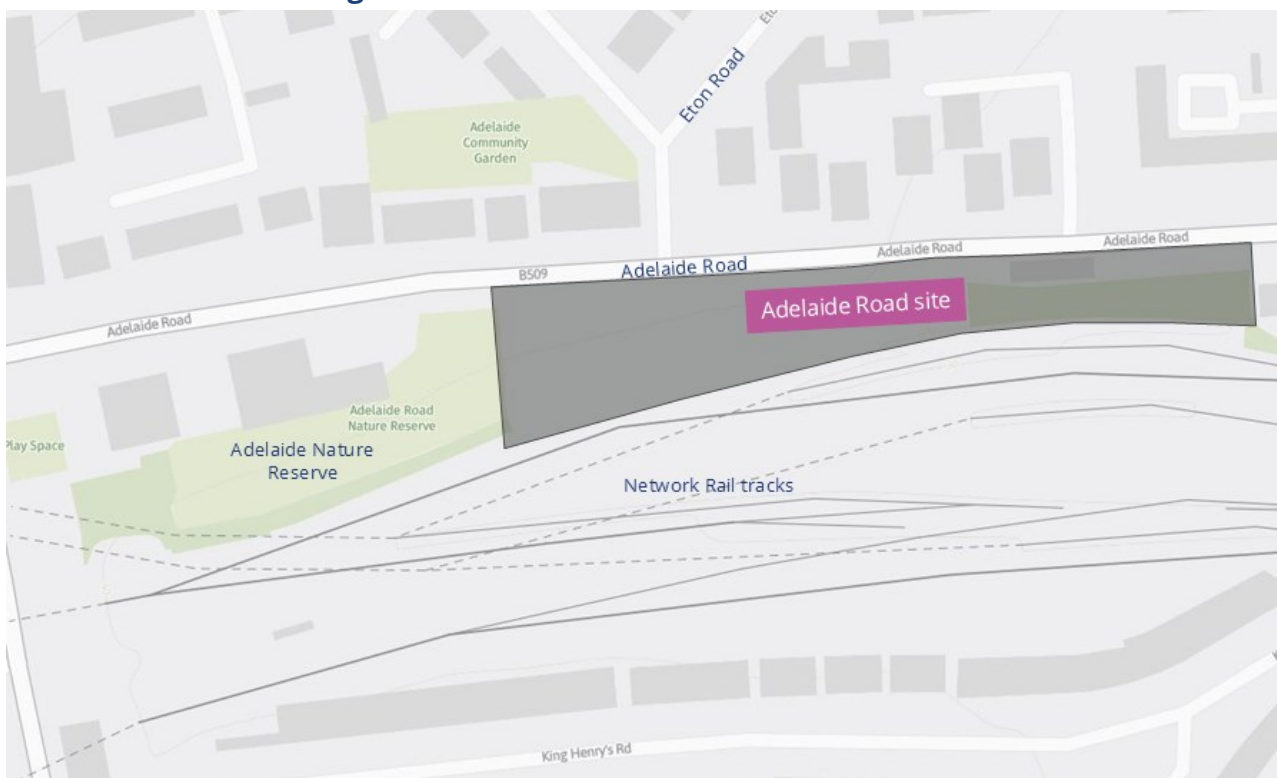 g
Eton Road
Adelaide
Community
Garden
Adelaide Road
Adelaide Road
B509
Adelaide Road
Adelaide Road site
Adelaide Road
Adelaide Road
Nature Reserve
Play Space
Adelaide Nature
Reserve
Network Rail tracks
King Henry's Rd